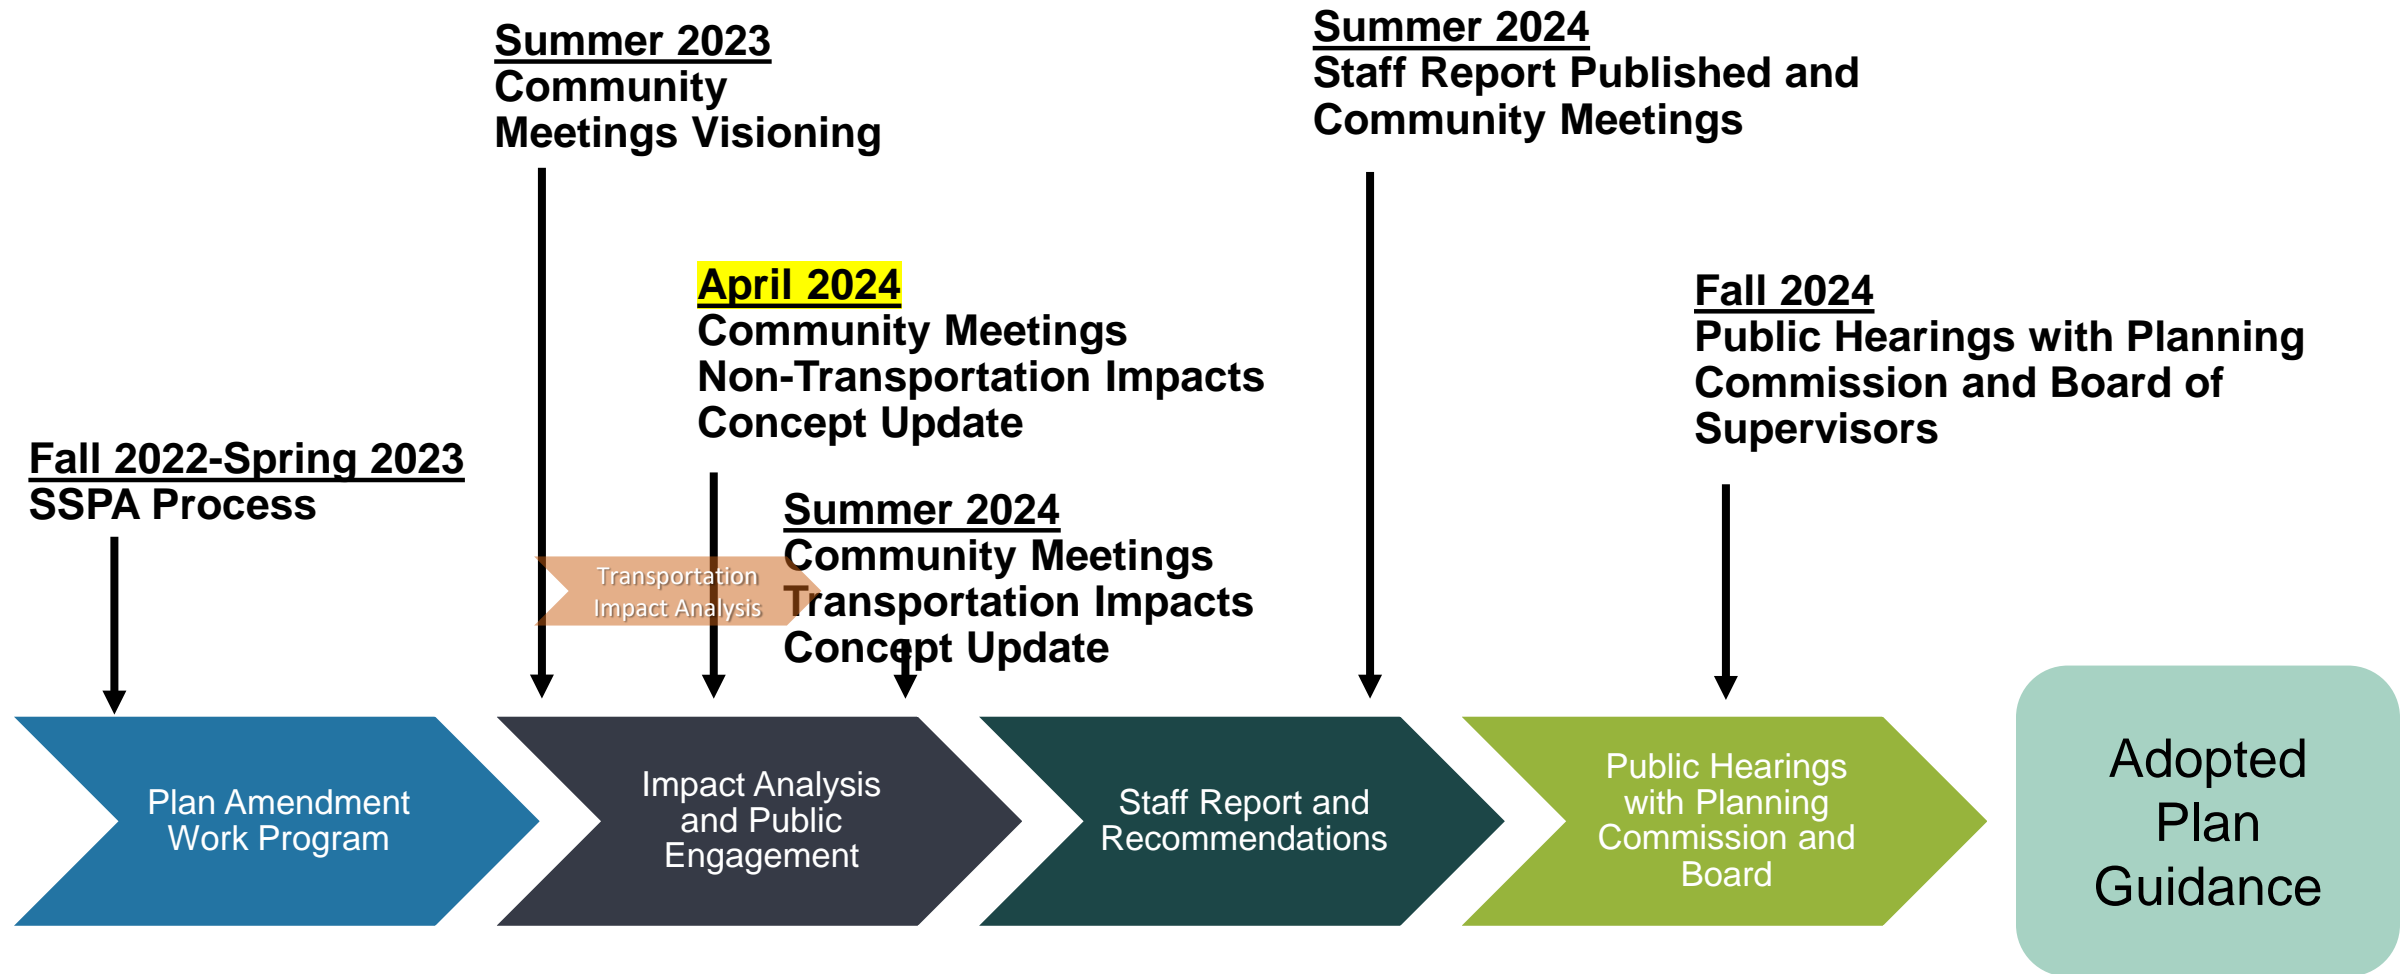 Summer 2023
Community
Meetings Visioning
Summer 2024
Staff Report Published and
Community Meetings
April 2024
Community Meetings
Non-Transportation Impacts
Concept Update
Fall 2024
Public Hearings with Planning
Commission and Board of
Supervisors
Fall 2022-Spring 2023
SSPA Process
Summer 2024
Community Meetings
Transportation Impacts
Concept Update
Transportation
Impact Analysis
Plan Amendment
Work Program
Impact Analysis
and Public
Engagement
Staff Report and
Recommendations
Public Hearings
with Planning
Commission and
Board
Adopted
Plan
Guidance